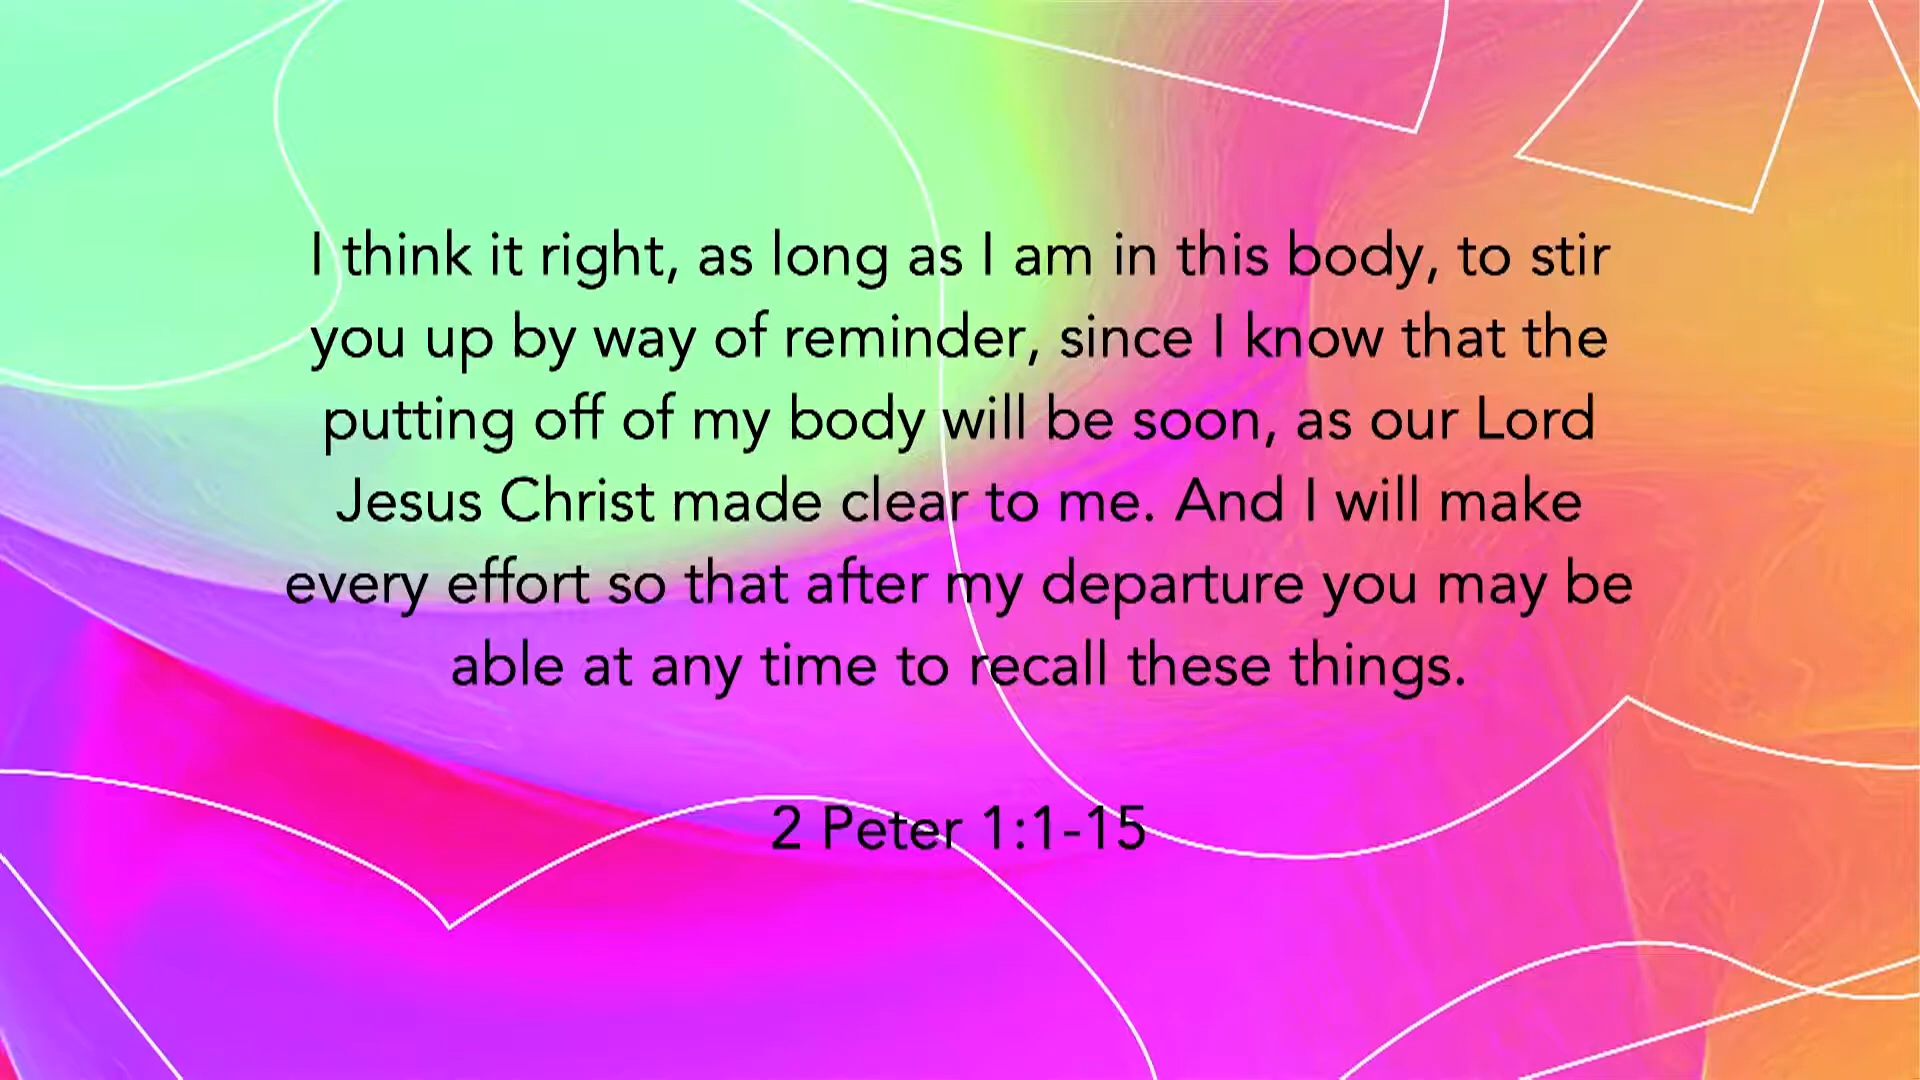 I think it right, as long as I am in this body, to stir
you up by way of reminder, since I know that the
putting off of my body will be soon, as our Lord
Jesus Christ made clear to me. And I will make
every effort so that after my departure you may be
able at any time to recall these things.
2 Peter 1:1-15